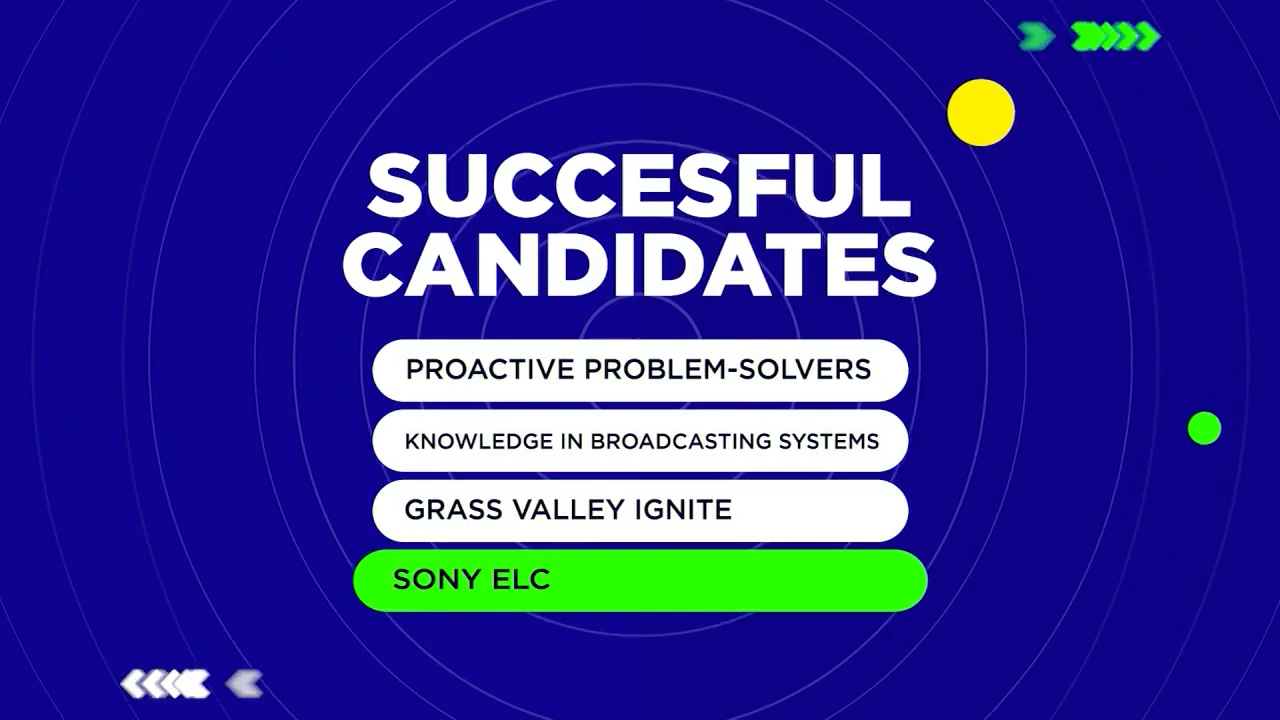 SUCCESFUL
CANDIDATES
PROACTIVE PROBLEM-SOLVERS
KNOWLEDGE IN BROADCASTING SYSTEMS
GRASS VALLEY IGNITE
SONY ELC